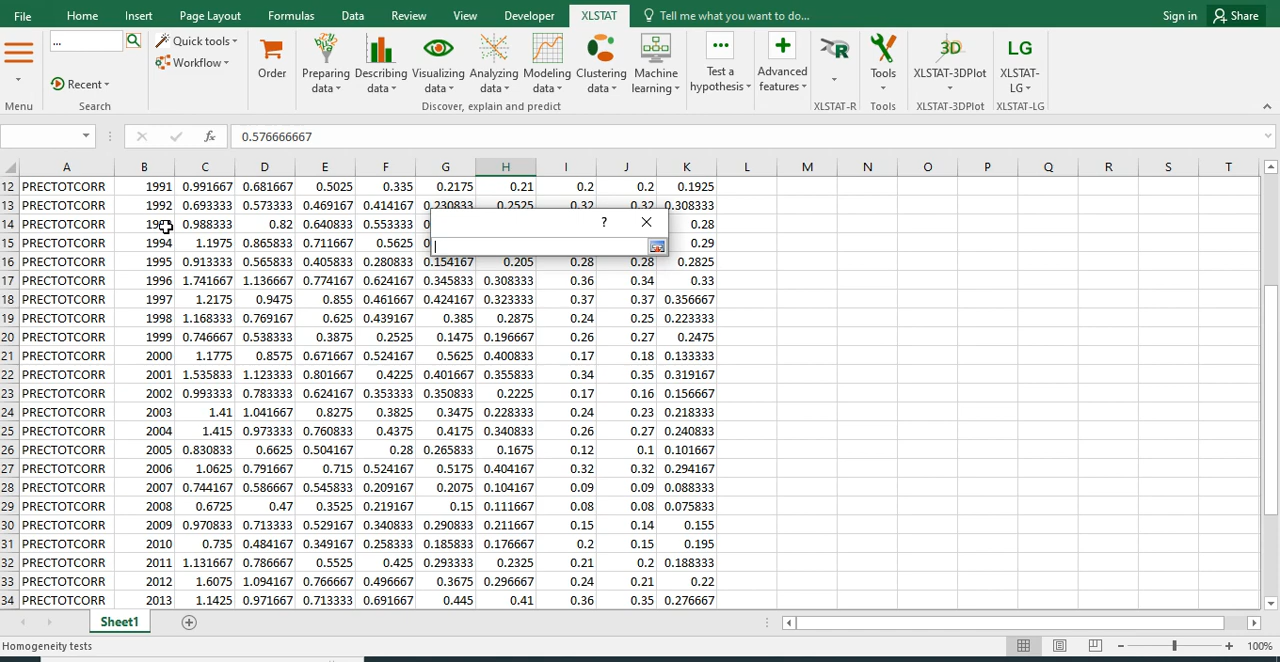 File Home Insert Page Layout Formulas Data Review View Developer XLSTAT Tell me what you want to do... Sign in Share
... Quick tools Workflow Recent Order Preparing data Describing data Visualizing data Analyzing data Modeling data Clustering data Machine learning Test a hypothesis Advanced features Tools XLSTAT-3DPlot XLSTAT-LG
Menu Search Discover, explain and predict XLSTAT-R Tools XLSTAT-3DPlot XLSTAT-LG
fx 0.576666667
A B C D E F G H I J K L M N O P Q R S T
12 PRECTOTCORR 1991 0.991667 0.681667 0.5025 0.335 0.2175 0.21 0.2 0.2 0.1925
13 PRECTOTCORR 1992 0.693333 0.573333 0.469167 0.414167 0.230833 0.2525 0.32 0.32 0.308333
14 PRECTOTCORR 0.988333 0.82 0.640833 0.553333 0.28
15 PRECTOTCORR 1994 1.1975 0.865833 0.711667 0.5625 0.29
16 PRECTOTCORR 1995 0.913333 0.565833 0.405833 0.280833 0.154167 0.205 0.28 0.28 0.2825
17 PRECTOTCORR 1996 1.741667 1.136667 0.774167 0.624167 0.345833 0.308333 0.36 0.34 0.33
18 PRECTOTCORR 1997 1.2175 0.9475 0.855 0.461667 0.424167 0.323333 0.37 0.37 0.356667
19 PRECTOTCORR 1998 1.168333 0.769167 0.625 0.439167 0.385 0.2875 0.24 0.25 0.223333
20 PRECTOTCORR 1999 0.746667 0.538333 0.3875 0.2525 0.1475 0.196667 0.26 0.27 0.2475
21 PRECTOTCORR 2000 1.1775 0.8575 0.671667 0.524167 0.5625 0.400833 0.17 0.18 0.133333
22 PRECTOTCORR 2001 1.535833 1.123333 0.801667 0.4225 0.401667 0.355833 0.34 0.35 0.319167
23 PRECTOTCORR 2002 0.993333 0.783333 0.624167 0.353333 0.350833 0.2225 0.17 0.16 0.156667
24 PRECTOTCORR 2003 1.41 1.041667 0.8275 0.3825 0.3475 0.228333 0.24 0.23 0.218333
25 PRECTOTCORR 2004 1.415 0.973333 0.760833 0.4375 0.4175 0.340833 0.26 0.27 0.240833
26 PRECTOTCORR 2005 0.830833 0.6625 0.504167 0.28 0.265833 0.1675 0.12 0.1 0.101667
27 PRECTOTCORR 2006 1.0625 0.791667 0.715 0.524167 0.5175 0.404167 0.32 0.32 0.294167
28 PRECTOTCORR 2007 0.744167 0.586667 0.545833 0.209167 0.2075 0.104167 0.09 0.09 0.088333
29 PRECTOTCORR 2008 0.6725 0.47 0.3525 0.219167 0.15 0.111667 0.08 0.08 0.075833
30 PRECTOTCORR 2009 0.970833 0.713333 0.529167 0.340833 0.290833 0.211667 0.15 0.14 0.155
31 PRECTOTCORR 2010 0.735 0.484167 0.349167 0.258333 0.185833 0.176667 0.2 0.15 0.195
32 PRECTOTCORR 2011 1.131667 0.786667 0.5525 0.425 0.293333 0.2325 0.21 0.2 0.188333
33 PRECTOTCORR 2012 1.6075 1.094167 0.766667 0.496667 0.3675 0.296667 0.24 0.21 0.22
34 PRECTOTCORR 2013 1.1425 0.971667 0.713333 0.691667 0.445 0.41 0.36 0.35 0.276667
Sheet1
Homogeneity tests 100%